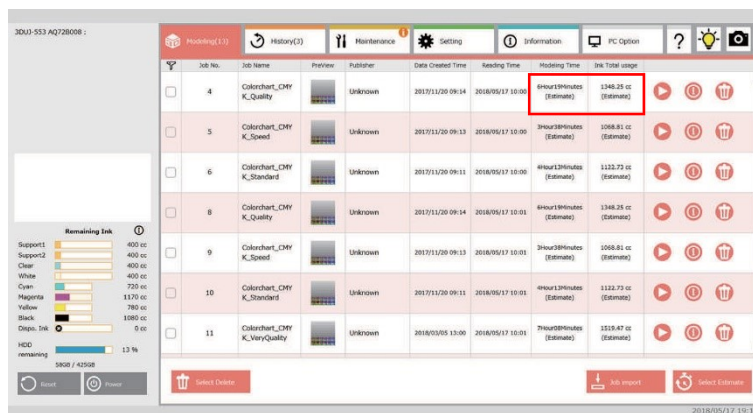 3DUJ-553 AQ728008 :
Modeling(13)
History(3)
Maintenance
Setting
Information
PC Option
Job No.
Job Name
PreView
Publisher
Data Created Time
Reading Time
Modeling Time
Ink Total usage
4
Colorchart_CMY
K_Quality
Unknown
2017/11/20 09:14
2018/05/17 10:00
6Hour19Minutes
(Estimate)
1348.25 cc
(Estimate)
5
Colorchart_CMY
K_Speed
Unknown
2017/11/20 09:13
2018/05/17 10:00
3Hour38Minutes
(Estimate)
1068.81 cc
(Estimate)
6
Colorchart_CMY
K_Standard
Unknown
2017/11/20 09:11
2018/05/17 10:00
4Hour13Minutes
(Estimate)
1122.73 cc
(Estimate)
8
Colorchart_CMY
K_Quality
Unknown
2017/11/20 09:14
2018/05/17 10:01
6Hour19Minutes
(Estimate)
1348.25 cc
(Estimate)
9
Colorchart_CMY
K_Speed
Unknown
2017/11/20 09:13
2018/05/17 10:01
3Hour38Minutes
(Estimate)
1068.81 cc
(Estimate)
10
Colorchart_CMY
K_Standard
Unknown
2017/11/20 09:11
2018/05/17 10:01
4Hour13Minutes
(Estimate)
1122.73 cc
(Estimate)
11
Colorchart_CMY
K_VeryQuality
Unknown
2018/03/05 13:00
2018/05/17 10:01
7Hour08Minutes
(Estimate)
1519.47 cc
(Estimate)
Remaining Ink
Support1 400 cc
Support2 400 cc
Clear 400 cc
White 400 cc
Cyan 720 cc
Magenta 1170 cc
Yellow 780 cc
Black 1080 cc
Dispo. Ink 0 cc
HDD
remaining
13 %
58GB / 425GB
Reset
Power
Select Delete
Job import
Select Estimate